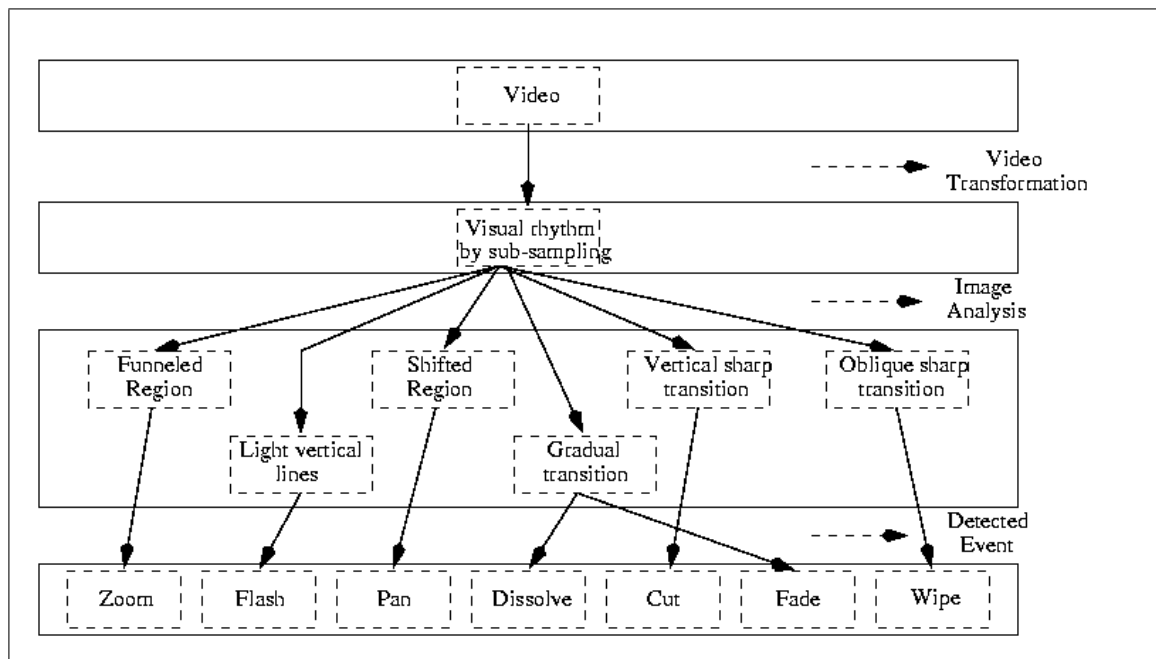 Video
Video
Transformation
Visual rhythm
by sub-sampling
Image
Analysis
Funneled
Region
Shifted
Region
Vertical sharp
transition
Oblique sharp
transition
Light vertical
lines
Gradual
transition
Detected
Event
Zoom
Flash
Pan
Dissolve
Cut
Fade
Wipe